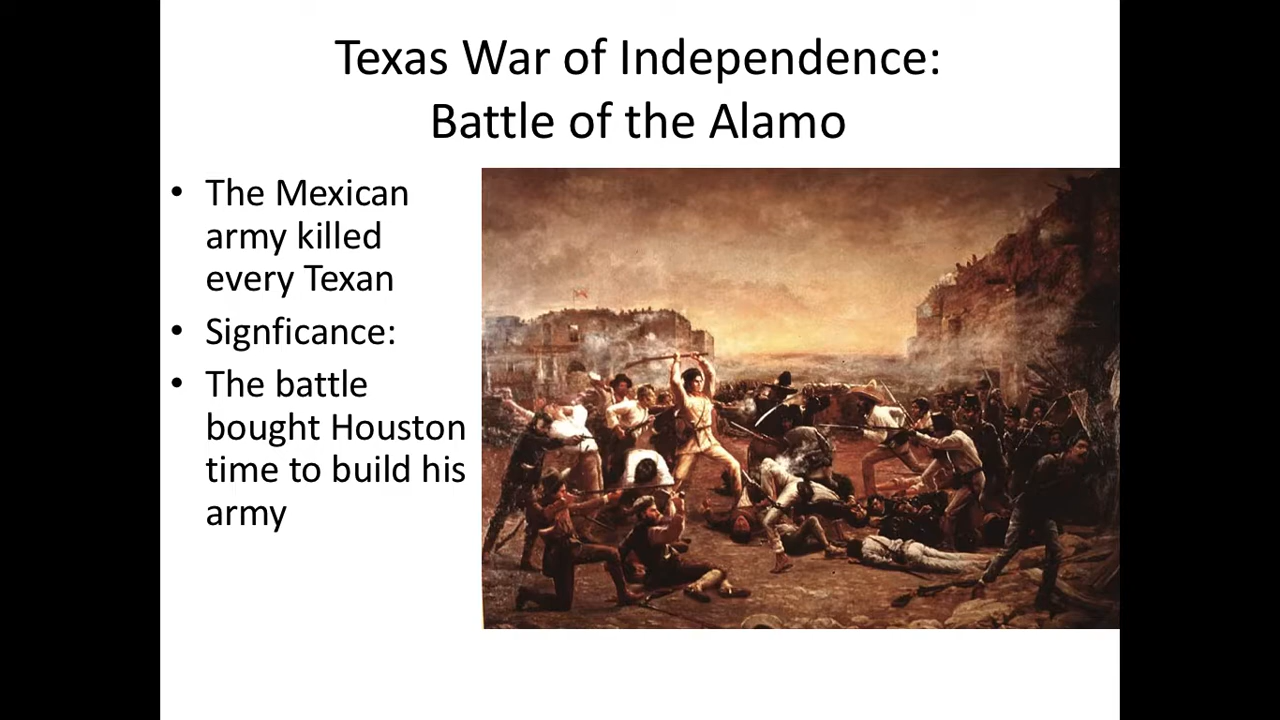 Texas War of Independence:
Battle of the Alamo
• The Mexican
army killed
every Texan
• Signficance:
• The battle
bought Houston
time to build his
army